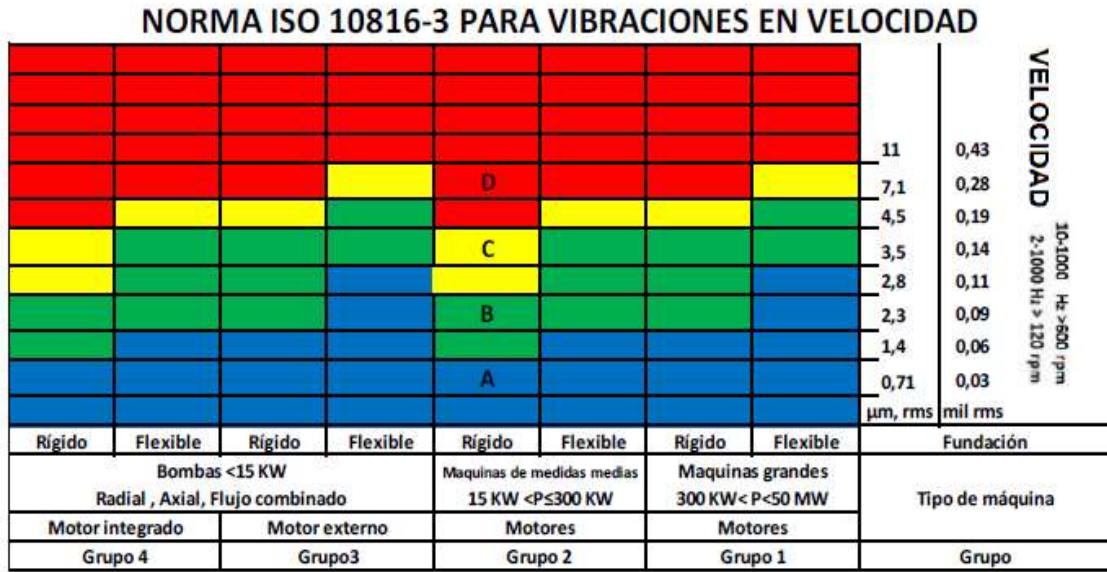 NORMA ISO 10816-3 PARA VIBRACIONES EN VELOCIDAD
VELOCIDAD
10-1000 Hz >600 rpm
2-1000 Hz > 120 rpm
11 0,43
D 7,1 0,28
4,5 0,19
C 3,5 0,14
2,8 0,11
B 2,3 0,09
1,4 0,06
A 0,71 0,03
µm, rms mil rms
Rígido Flexible Rígido Flexible Rígido Flexible Rígido Flexible Fundación
Bombas <15 KW Maquinas de medidas medias Maquinas grandes
Radial , Axial, Flujo combinado 15 KW <P≤300 KW 300 KW< P<50 MW Tipo de máquina
Motor integrado Motor externo Motores Motores
Grupo 4 Grupo3 Grupo 2 Grupo 1 Grupo